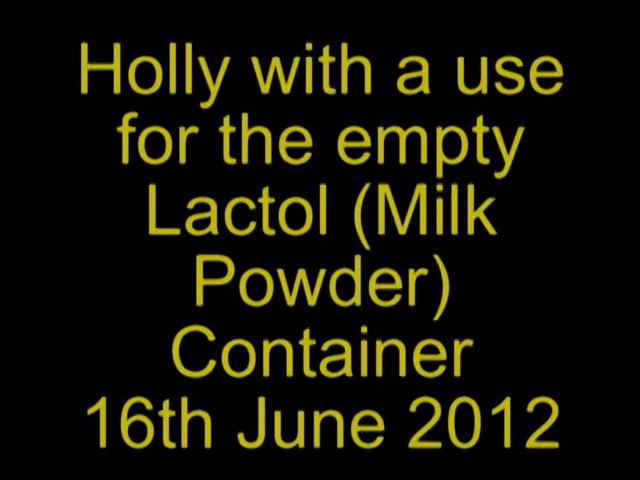 Holly with a use
for the empty
Lactol (Milk
Powder)
Container
16th June 2012